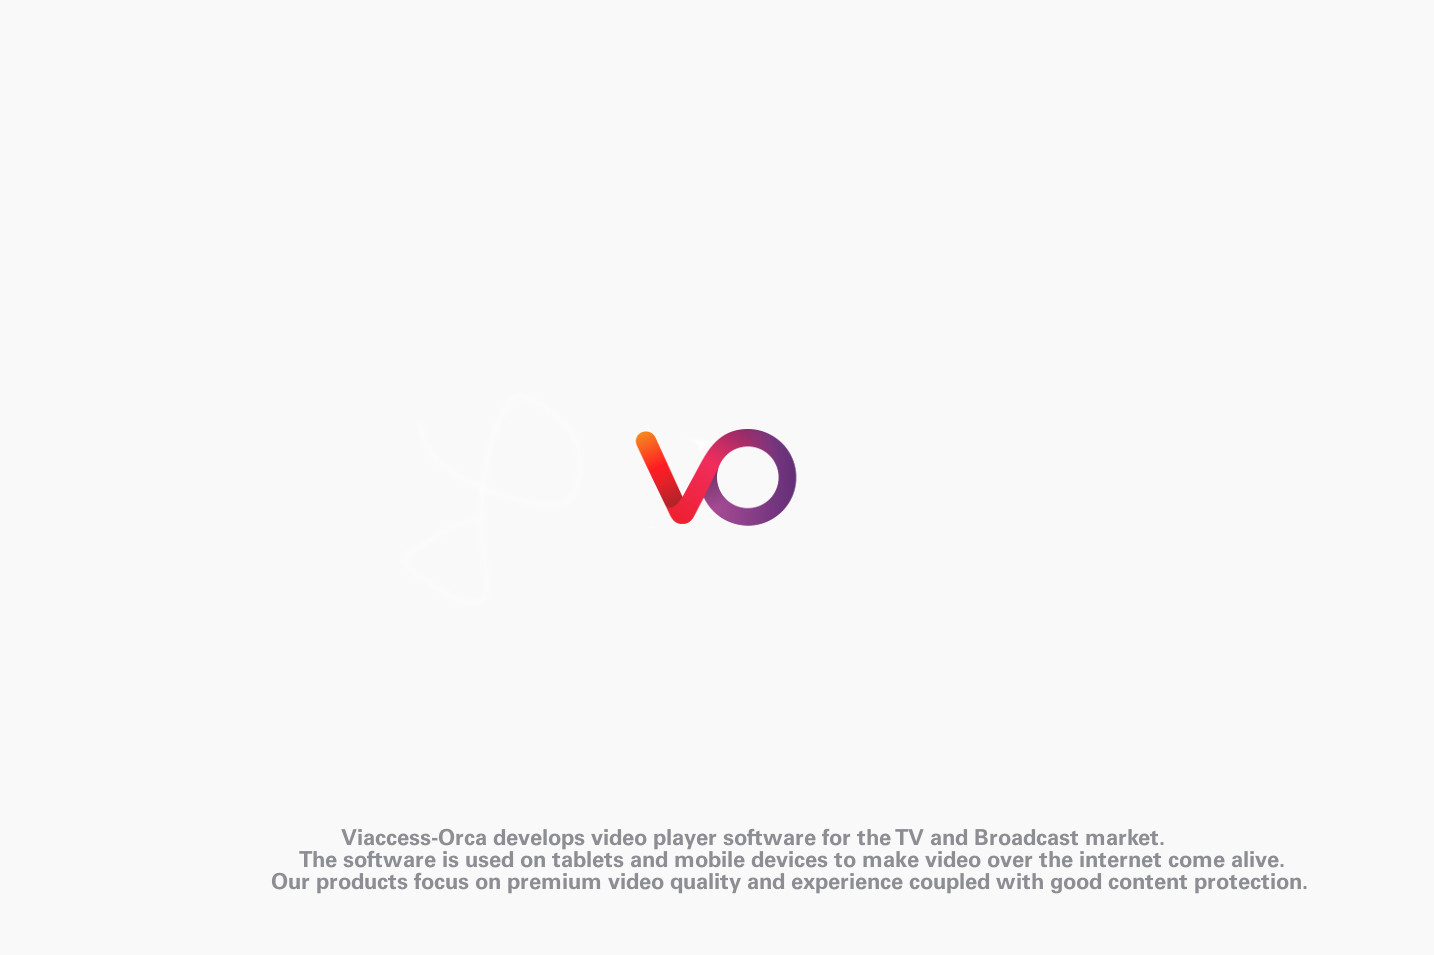 VO
Viaccess-Orca develops video player software for the TV and Broadcast market.
The software is used on tablets and mobile devices to make video over the internet come alive.
Our products focus on premium video quality and experience coupled with good content protection.